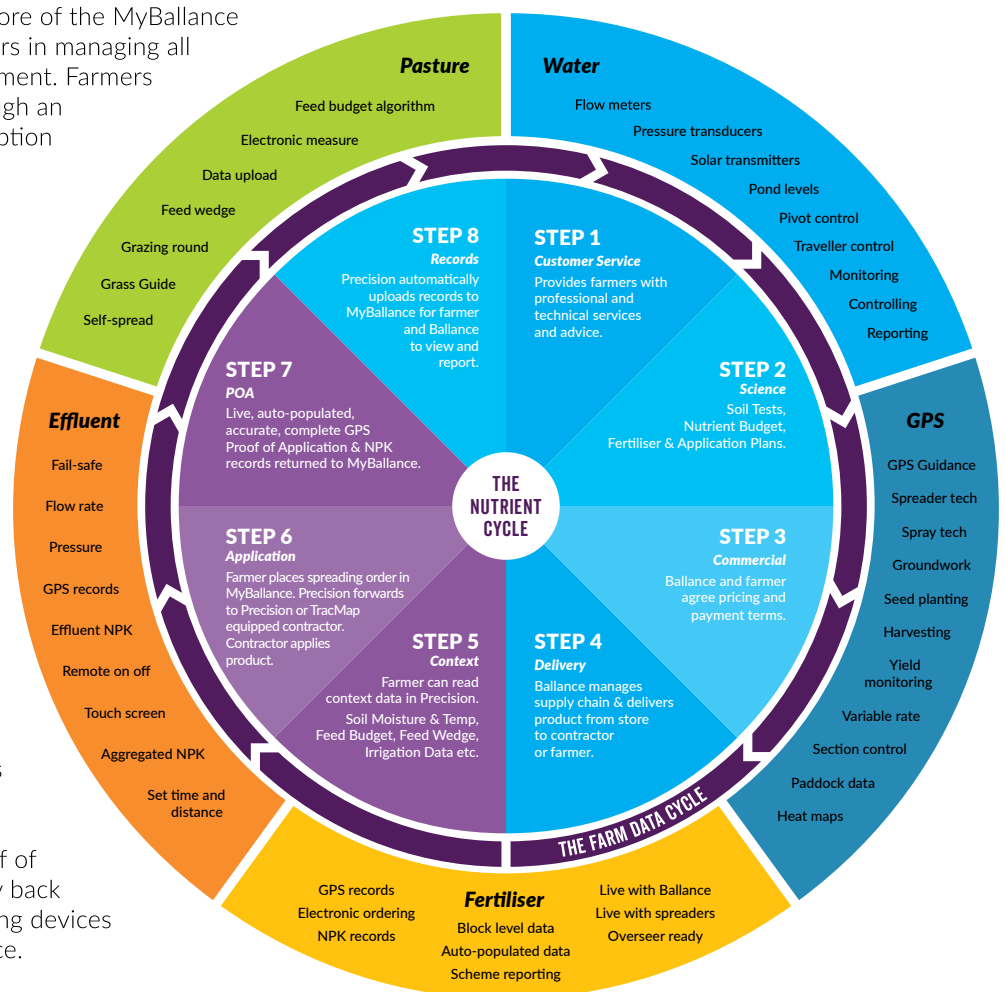 ore of the MyBallance
rs in managing all
ment. Farmers
gh an
ption
Pasture
Feed budget algorithm
Electronic measure
Data upload
Feed wedge
Grazing round
Grass Guide
Self-spread
Water
Flow meters
Pressure transducers
Solar transmitters
Pond levels
Pivot control
Traveller control
Monitoring
Controlling
Reporting
GPS
GPS Guidance
Spreader tech
Spray tech
Groundwork
Seed planting
Harvesting
Yield
monitoring
Variable rate
Section control
Paddock data
Heat maps
Fertiliser
GPS records
Electronic ordering
NPK records
Block level data
Auto-populated data
Scheme reporting
Live with Ballance
Live with spreaders
Overseer ready
Effluent
Fail-safe
Flow rate
Pressure
GPS records
Effluent NPK
Remote on off
Touch screen
Aggregated NPK
Set time and
distance
THE FARM DATA CYCLE
THE
NUTRIENT
CYCLE
STEP 1
Customer Service
Provides farmers with
professional and
technical services
and advice.
STEP 2
Science
Soil Tests,
Nutrient Budget,
Fertiliser & Application Plans.
STEP 3
Commercial
Ballance and farmer
agree pricing and
payment terms.
STEP 4
Delivery
Ballance manages
supply chain & delivers
product from store
to contractor
or farmer.
STEP 5
Context
Farmer can read
context data in Precision.
Soil Moisture & Temp,
Feed Budget, Feed Wedge,
Irrigation Data etc.
STEP 6
Application
Farmer places spreading order in
MyBallance. Precision forwards
to Precision or TracMap
equipped contractor.
Contractor applies
product.
STEP 7
POA
Live, auto-populated,
accurate, complete GPS
Proof of Application & NPK
records returned to MyBallance.
STEP 8
Records
Precision automatically
uploads records to
MyBallance for farmer
and Ballance
to view and
report.
s
f of
y back
ng devices
ce.